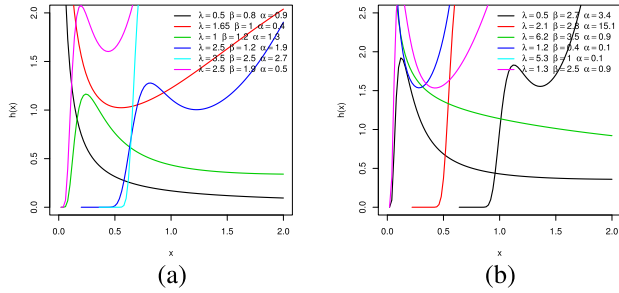 2.0
1.5
1.0
0.5
0.0
h(x)
λ = 0.5 β = 0.8 α = 0.9
λ = 1.65 β = 1 α = 0.4
λ = 1 β = 1.2 α = 1.3
λ = 2.5 β = 1.2 α = 1.9
λ = 3.5 β = 2.5 α = 2.7
λ = 2.5 β = 1.9 α = 0.5
0.0 0.5 1.0 1.5 2.0
x
(a)
2.5
2.0
1.5
1.0
0.5
0.0
h(x)
λ = 0.5 β = 2.7 α = 3.4
λ = 2.1 β = 2.8 α = 15.1
λ = 6.2 β = 3.5 α = 0.9
λ = 1.2 β = 0.4 α = 0.1
λ = 5.3 β = 1 α = 0.1
λ = 1.3 β = 2.5 α = 0.9
0.0 0.5 1.0 1.5 2.0
x
(b)